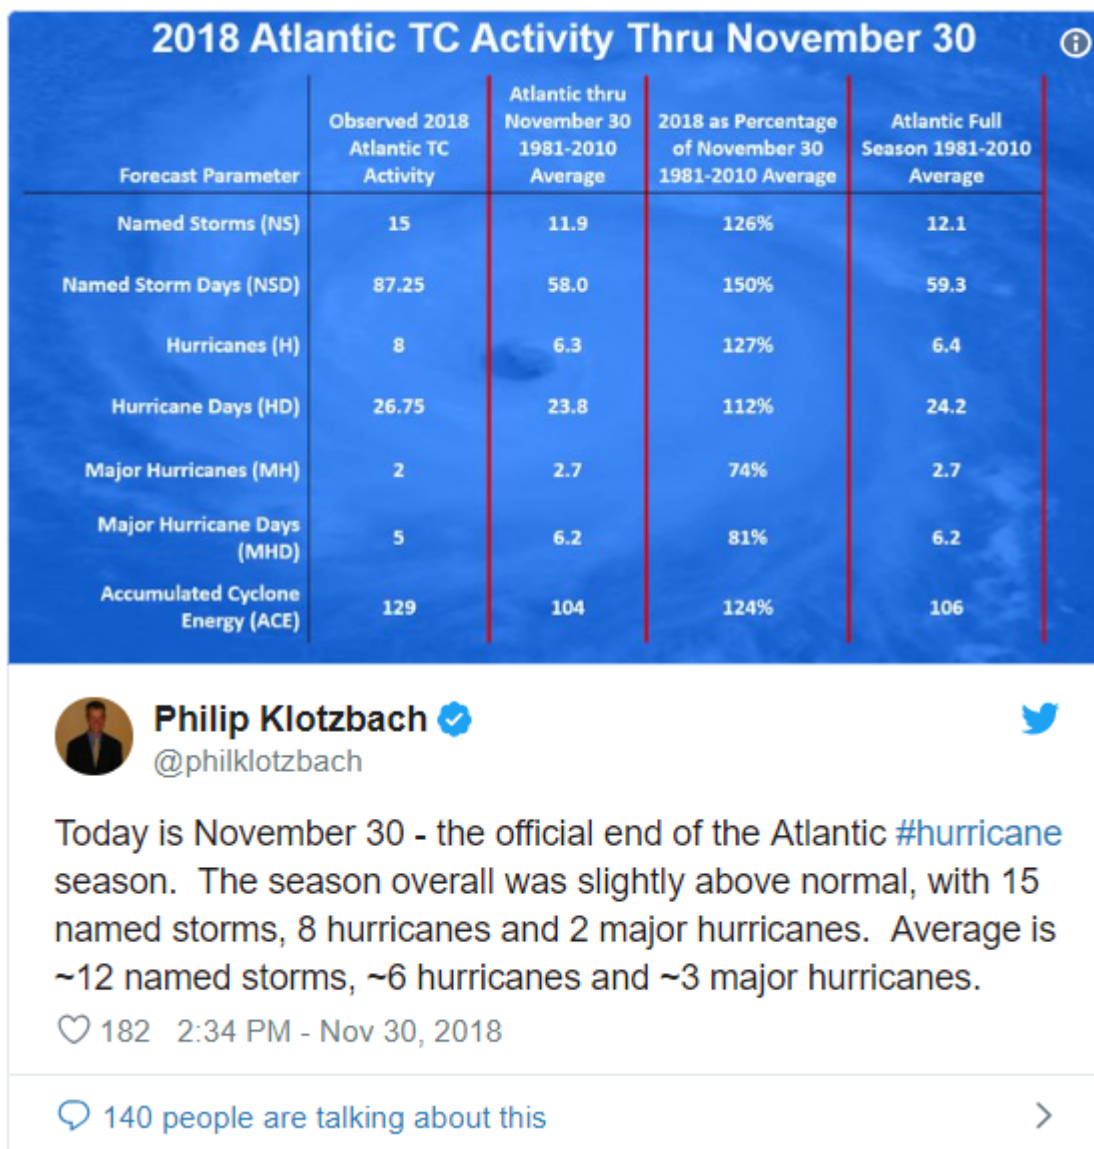 2018 Atlantic TC Activity Thru November 30
Forecast Parameter
Observed 2018
Atlantic TC
Activity
Atlantic thru
November 30
1981-2010
Average
2018 as Percentage
of November 30
1981-2010 Average
Atlantic Full
Season 1981-2010
Average
Named Storms (NS) 15 11.9 126% 12.1
Named Storm Days (NSD) 87.25 58.0 150% 59.3
Hurricanes (H) 8 6.3 127% 6.4
Hurricane Days (HD) 26.75 23.8 112% 24.2
Major Hurricanes (MH) 2 2.7 74% 2.7
Major Hurricane Days
(MHD) 5 6.2 81% 6.2
Accumulated Cyclone
Energy (ACE) 129 104 124% 106
Philip Klotzbach
@philklotzbach
Today is November 30 - the official end of the Atlantic #hurricane
season.  The season overall was slightly above normal, with 15
named storms, 8 hurricanes and 2 major hurricanes.  Average is
~12 named storms, ~6 hurricanes and ~3 major hurricanes.
182 2:34 PM - Nov 30, 2018
140 people are talking about this